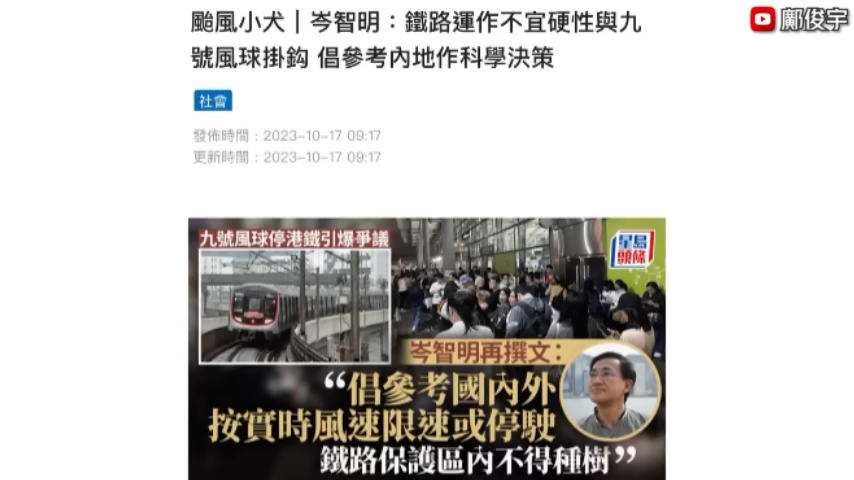 鄺俊宇
颱風小犬｜岑智明：鐵路運作不宜硬性與九
號風球掛鈎 倡參考內地作科學決策
社會
發佈時間：2023-10-17 09:17
更新時間：2023-10-17 09:17
九號風球停港鐵引爆爭議
星島
頭條
岑智明再撰文：
“倡參考國內外
按實時風速限速或停駛
鐵路保護區內不得種樹”